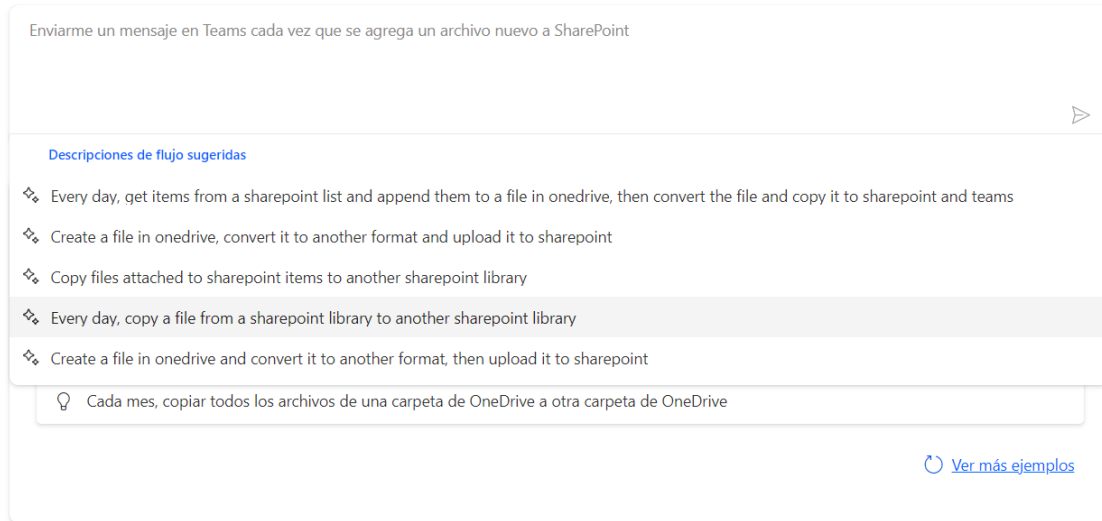 Enviarme un mensaje en Teams cada vez que se agrega un archivo nuevo a SharePoint
Descripciones de flujo sugeridas
Every day, get items from a sharepoint list and append them to a file in onedrive, then convert the file and copy it to sharepoint and teams
Create a file in onedrive, convert it to another format and upload it to sharepoint
Copy files attached to sharepoint items to another sharepoint library
Every day, copy a file from a sharepoint library to another sharepoint library
Create a file in onedrive and convert it to another format, then upload it to sharepoint
Cada mes, copiar todos los archivos de una carpeta de OneDrive a otra carpeta de OneDrive
Ver más ejemplos